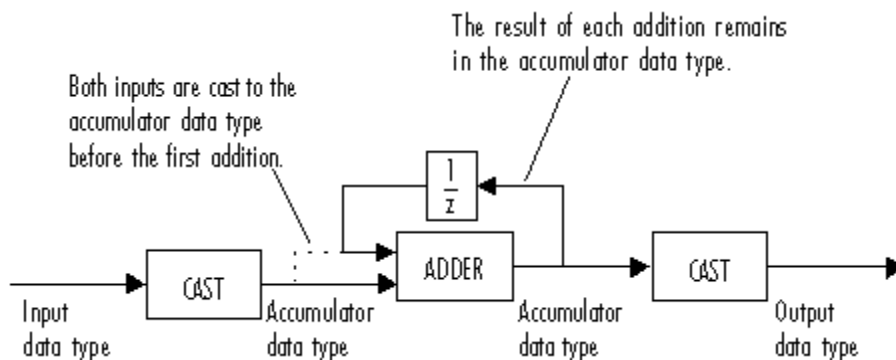 The result of each addition remains
in the accumulator data type.
Both inputs are cast to the
accumulator data type
before the first addition.
1
z
CAST
ADDER
CAST
Input
data type
Accumulator
data type
Accumulator
data type
Output
data type